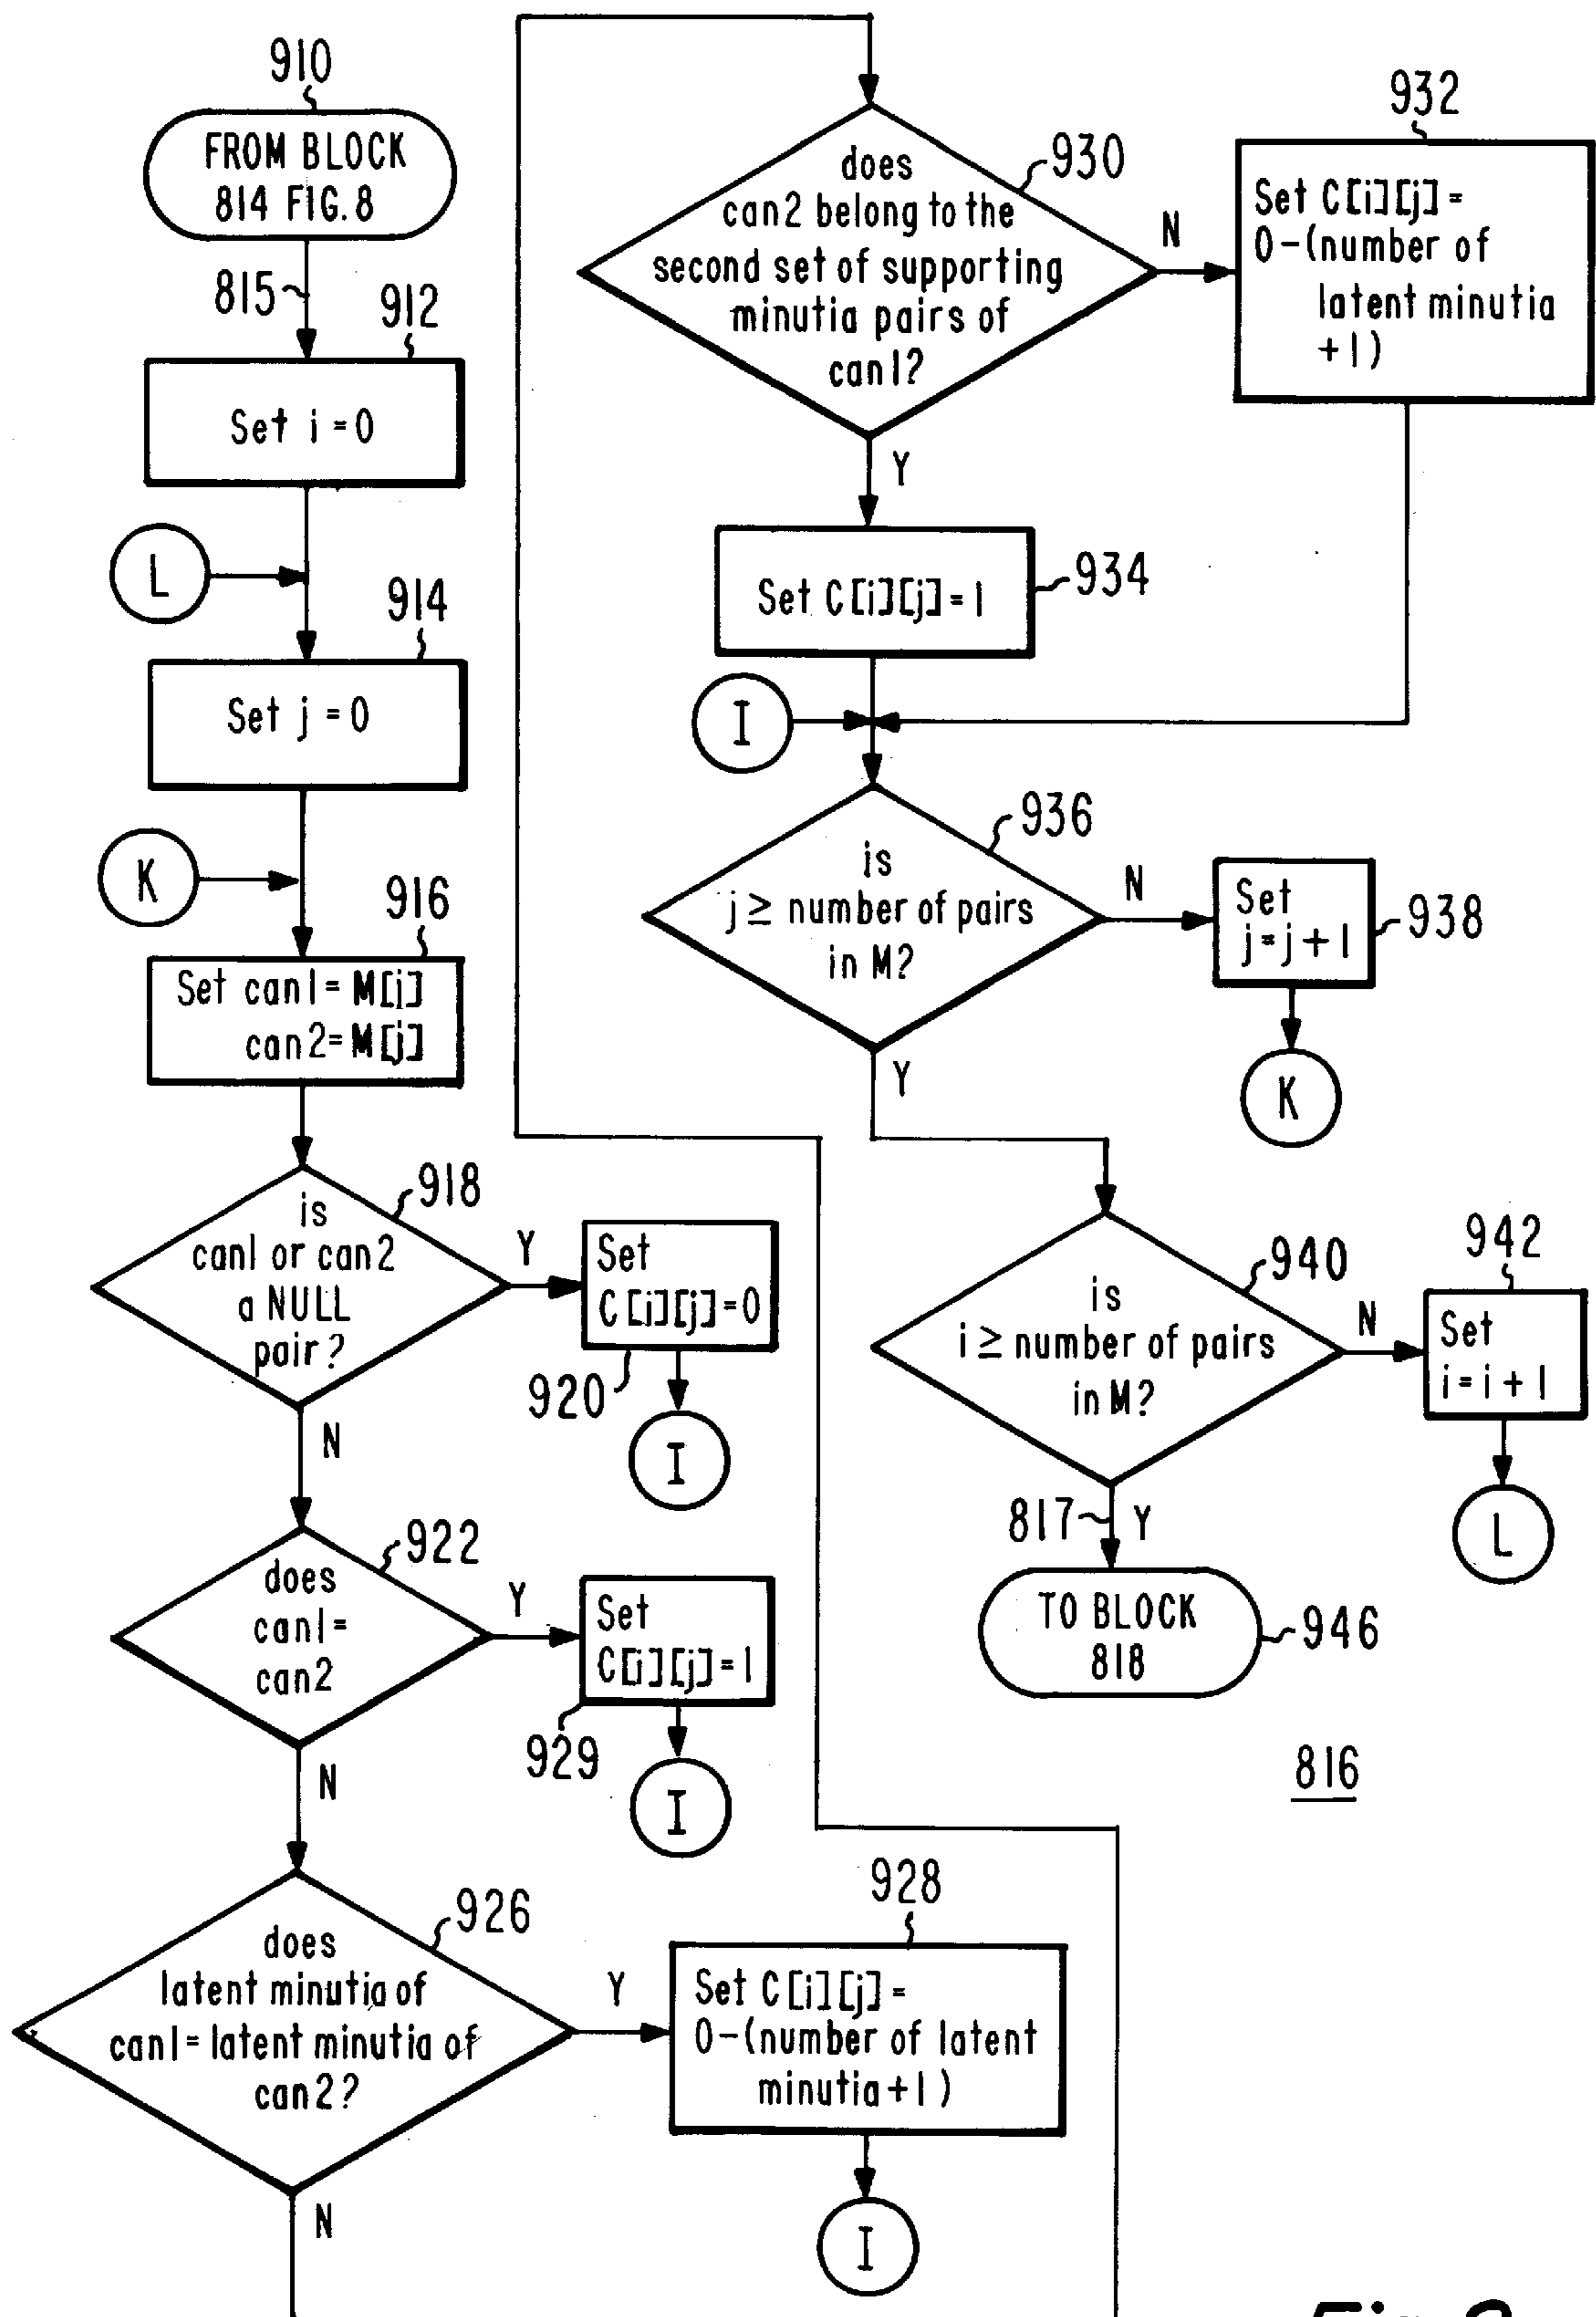 910
FROM BLOCK
814 FIG. 8
815
912
Set i = 0
L
914
Set j = 0
K
916
Set can1 = M[i]
can2 = M[j]
918
is
can1 or can2
a NULL
pair?
Y
Set
C[i][j] = 0
920
I
N
922
does
can1 =
can2
Y
Set
C[i][j] = 1
929
I
N
926
does
latent minutia of
can1 = latent minutia of
can2?
Y
928
Set C[i][j] =
0-(number of latent
minutia+1)
I
N
930
does
can2 belong to the
second set of supporting
minutia pairs of
can1?
N
932
Set C[i][j] =
0-(number of
latent minutia
+1)
Y
934
Set C[i][j] = 1
I
936
is
j ≥ number of pairs
in M?
N
Set
j = j + 1
938
K
Y
940
is
i ≥ number of pairs
in M?
N
942
Set
i = i + 1
L
817
Y
TO BLOCK
818
946
816